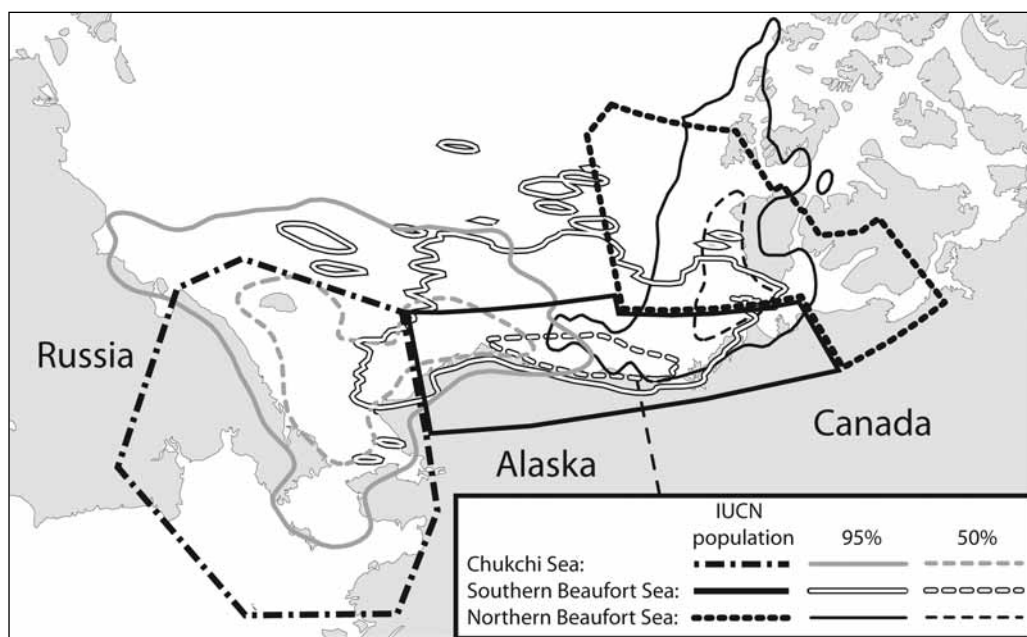 Russia
Alaska
Canada
IUCN
population 95% 50%
Chukchi Sea:
Southern Beaufort Sea:
Northern Beaufort Sea: